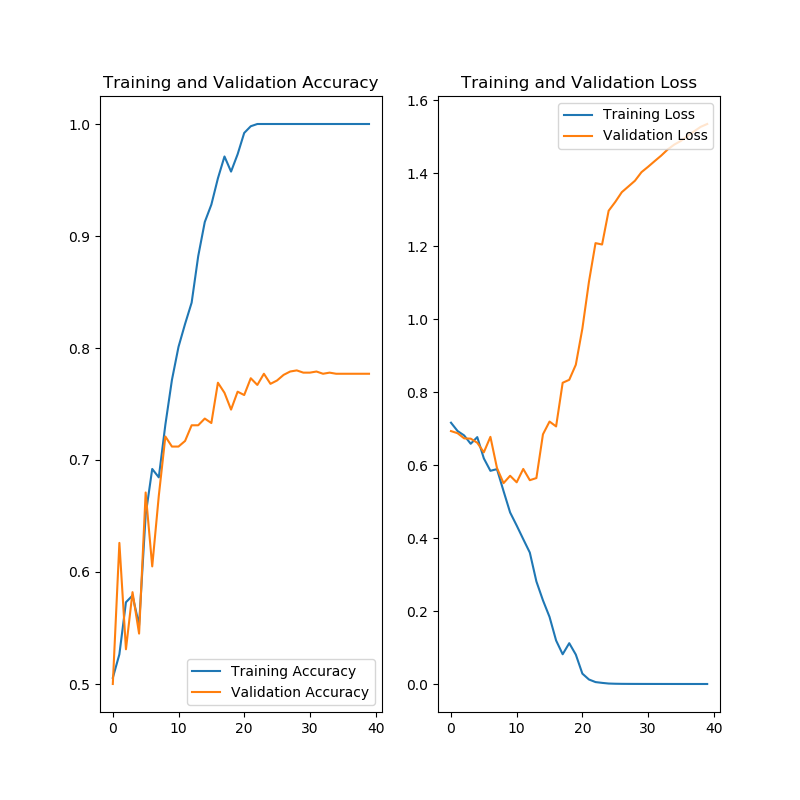 Training and Validation Accuracy
1.0
0.9
0.8
0.7
0.6
0.5
0 10 20 30 40
Training Accuracy
Validation Accuracy
Training and Validation Loss
1.6
1.4
1.2
1.0
0.8
0.6
0.4
0.2
0.0
0 10 20 30 40
Training Loss
Validation Loss